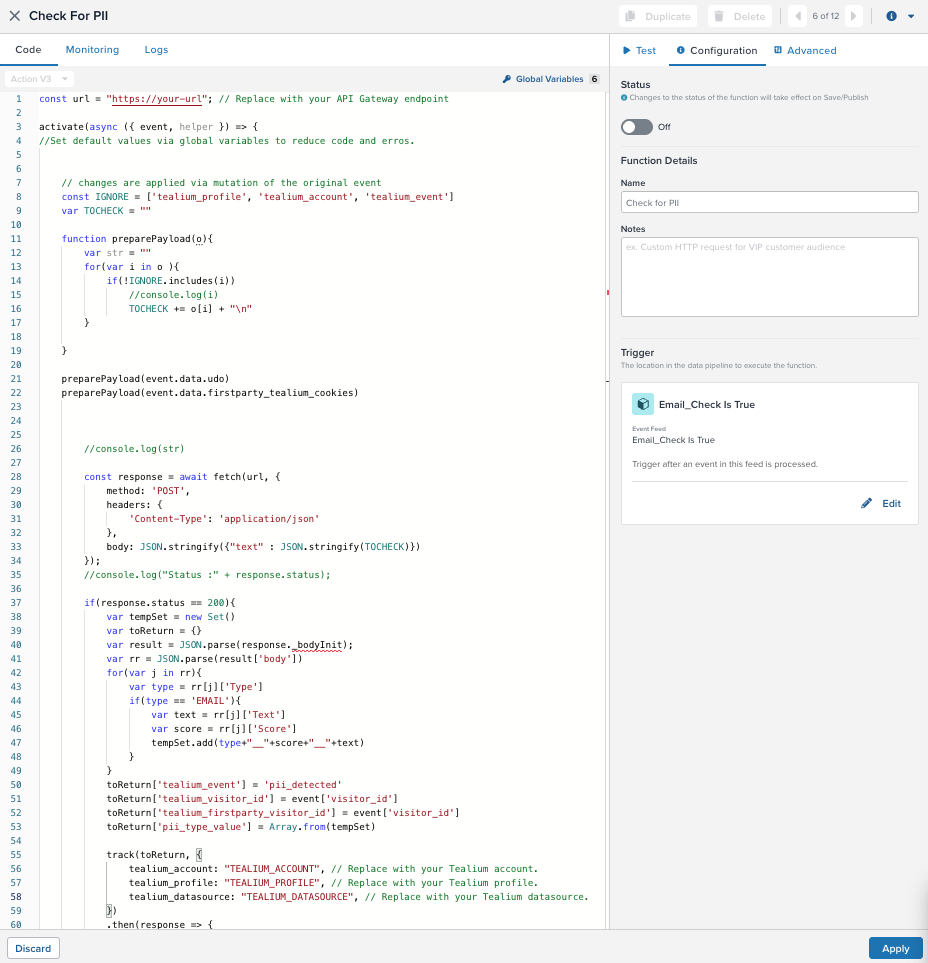 Check For PII
Duplicate
Delete
6 of 12
Code
Monitoring
Logs
Test
Configuration
Advanced
Action V3
Global Variables 6
1 const url = "https://your-url"; // Replace with your API Gateway endpoint
2
3 activate(async ({ event, helper }) => {
4 //Set default values via global variables to reduce code and erros.
5
6
7 // changes are applied via mutation of the original event
8 const IGNORE = ['tealium_profile', 'tealium_account', 'tealium_event']
9 var TOCHECK = ""
10
11 function preparePayload(o){
12 var str = ""
13 for(var i in o ){
14 if(!IGNORE.includes(i))
15 //console.log(i)
16 TOCHECK += o[i] + "\n"
17 }
18
19 }
20
21 preparePayload(event.data.udo)
22 preparePayload(event.data.firstparty_tealium_cookies)
23
24
25
26 //console.log(str)
27
28 const response = await fetch(url, {
29 method: 'POST',
30 headers: {
31 'Content-Type': 'application/json'
32 },
33 body: JSON.stringify({"text" : JSON.stringify(TOCHECK)})
34 });
35 //console.log("Status :" + response.status);
36
37 if(response.status == 200){
38 var tempSet = new Set()
39 var toReturn = {}
40 var result = JSON.parse(response._bodyInit);
41 var rr = JSON.parse(result['body'])
42 for(var j in rr){
43 var type = rr[j]['Type']
44 if(type == 'EMAIL'){
45 var text = rr[j]['Text']
46 var score = rr[j]['Score']
47 tempSet.add(type+"__"+score+"__"+text)
48 }
49 }
50 toReturn['tealium_event'] = 'pii_detected'
51 toReturn['tealium_visitor_id'] = event['visitor_id']
52 toReturn['tealium_firstparty_visitor_id'] = event['visitor_id']
53 toReturn['pii_type_value'] = Array.from(tempSet)
54
55 track(toReturn, {
56 tealium_account: "TEALIUM_ACCOUNT", // Replace with your Tealium account.
57 tealium_profile: "TEALIUM_PROFILE", // Replace with your Tealium profile.
58 tealium_datasource: "TEALIUM_DATASOURCE", // Replace with your Tealium datasource.
59 })
60 .then(response => {
Status
Changes to the status of the function will take effect on Save/Publish
Off
Function Details
Name
Check for PII
Notes
ex. Custom HTTP request for VIP customer audience
Trigger
The location in the data pipeline to execute the function.
Email_Check Is True
Event Feed
Email_Check Is True
Trigger after an event in this feed is processed.
Edit
Discard
Apply